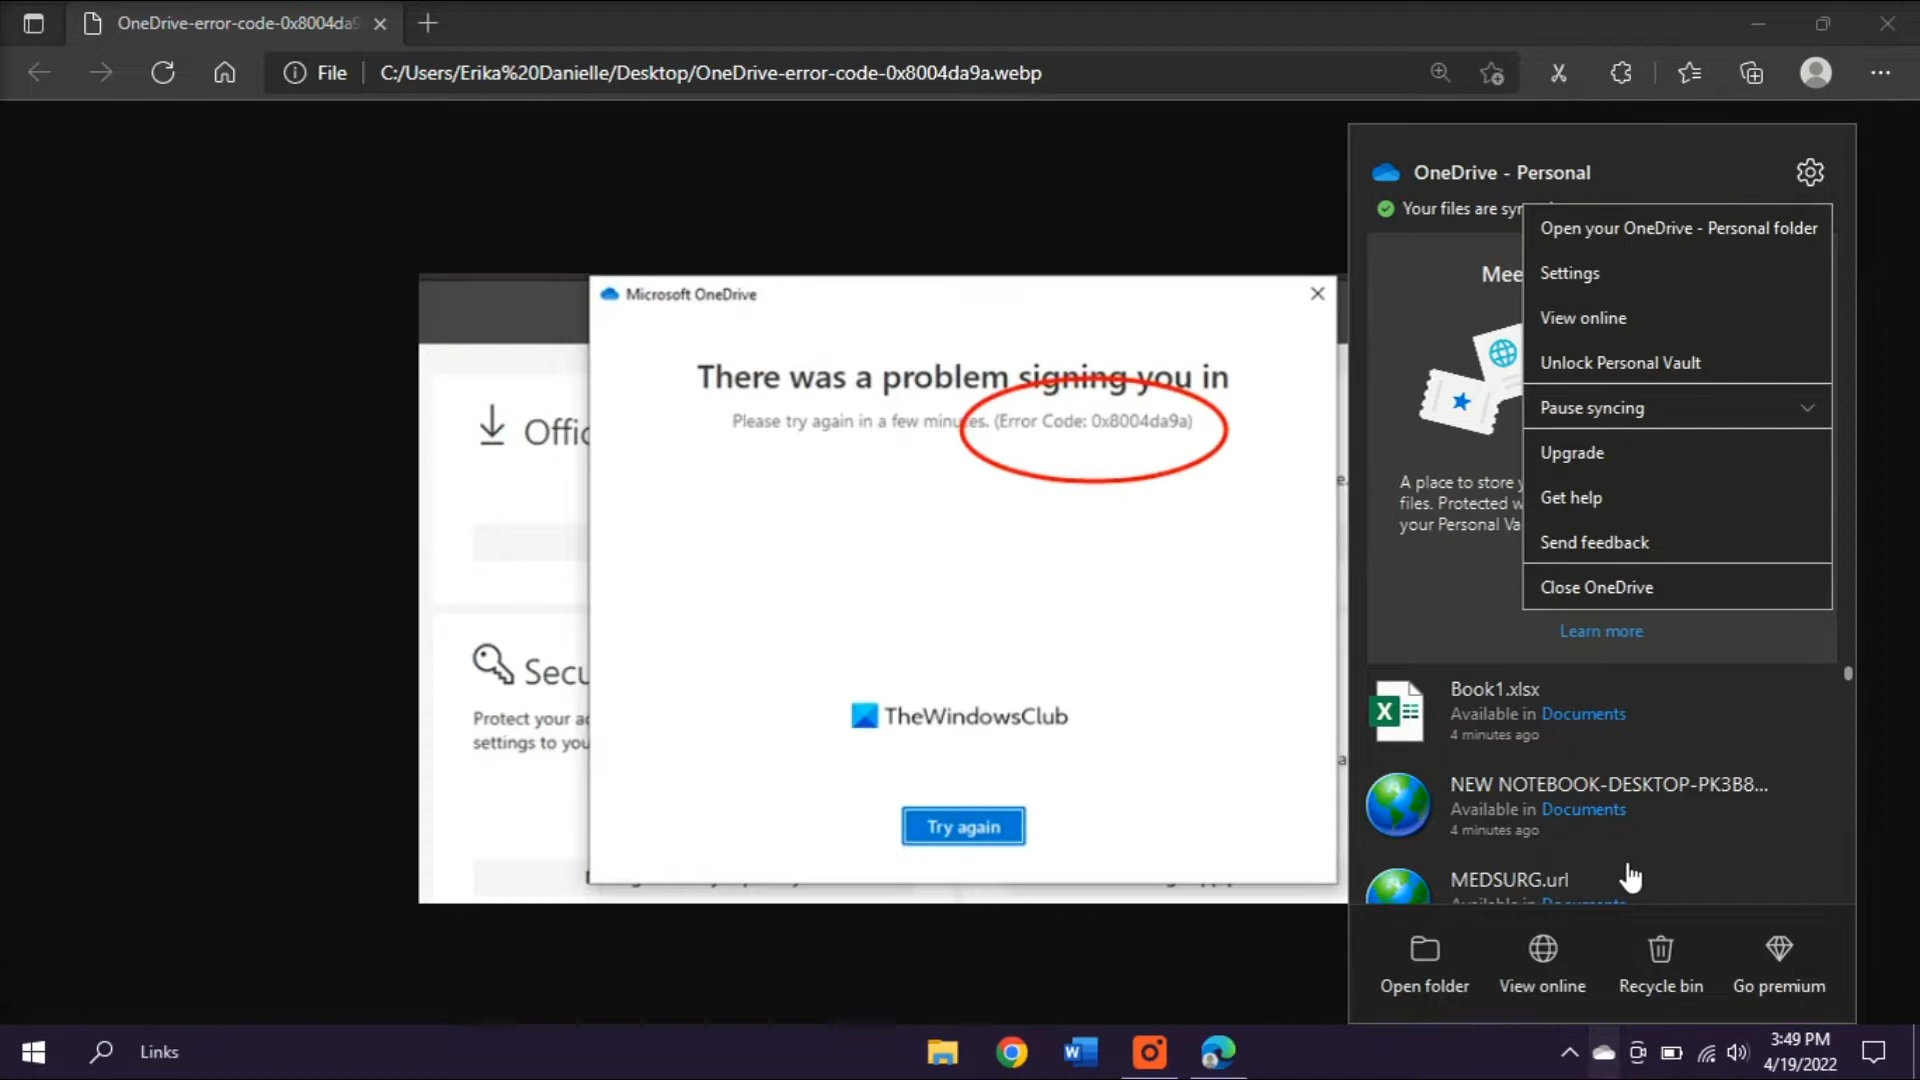 OneDrive-error-code-0x8004da9
File
C:/Users/Erika%20Danielle/Desktop/OneDrive-error-code-0x8004da9a.webp
OneDrive - Personal
Your files are
Open your OneDrive - Personal folder
Settings
View online
Unlock Personal Vault
Pause syncing
Upgrade
Get help
Send feedback
Close OneDrive
Mee
A place to store
files. Protected
your Personal Va
Learn more
Microsoft OneDrive
There was a problem signing you in
Please try again in a few minutes. (Error Code: 0x8004da9a)
TheWindowsClub
Try again
Offic
Secu
Protect your
settings to you
Book1.xlsx
Available in Documents
4 minutes ago
NEW NOTEBOOK-DESKTOP-PK3B8...
Available in Documents
4 minutes ago
MEDSURG.url
Open folder
View online
Recycle bin
Go premium
Links
3:49 PM
4/19/2022